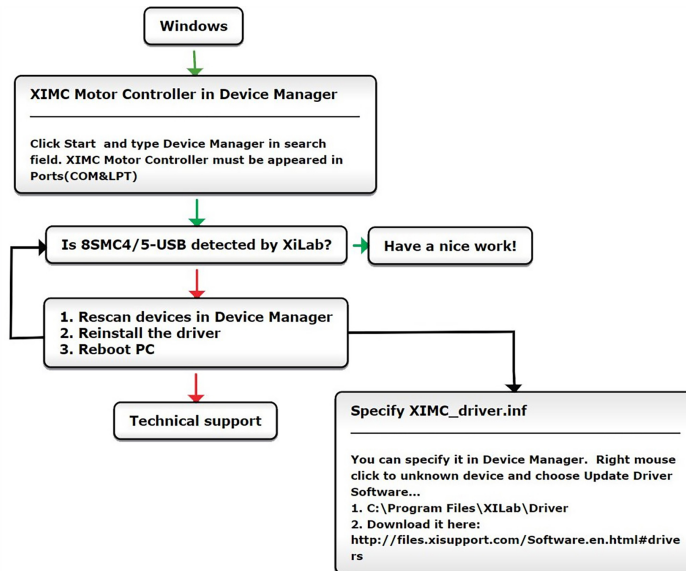 Windows
XIMC Motor Controller in Device Manager
Click Start  and type Device Manager in search
field. XIMC Motor Controller must be appeared in
Ports(COM&LPT)
Is 8SMC4/5-USB detected by XiLab?
Have a nice work!
1. Rescan devices in Device Manager
2. Reinstall the driver
3. Reboot PC
Technical support
Specify XIMC_driver.inf
You can specify it in Device Manager.  Right mouse
click to unknown device and choose Update Driver
Software...
1. C:\Program Files\XILab\Driver
2. Download it here:
http://files.xisupport.com/Software.en.html#driv
ers